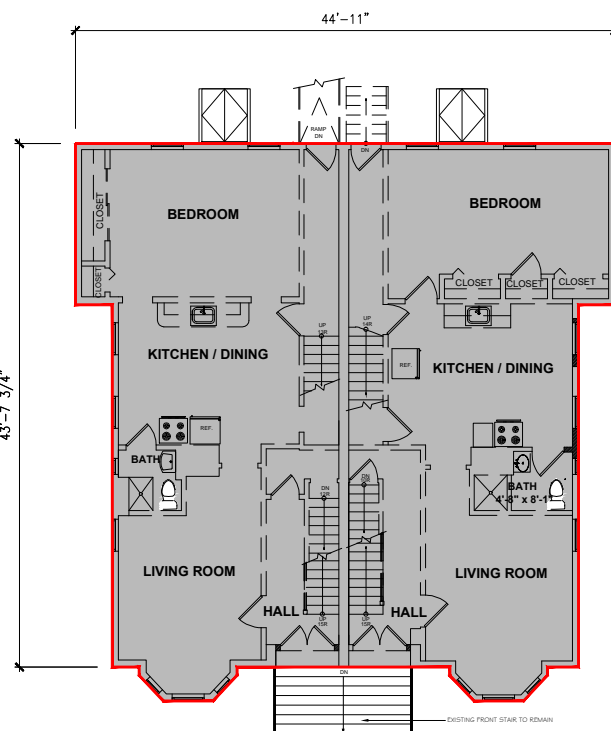 44'-11"
RAMP
DN
DN
BEDROOM
BEDROOM
CLOSET
CLOSET
CLOSET
CLOSET
CLOSET
UP
13R
UP
14R
KITCHEN / DINING
KITCHEN / DINING
REF.
43'-7 3/4"
REF.
BATH
DN
12R
DN
BATH
4'-8" x 8'-1"
LIVING ROOM
LIVING ROOM
HALL
HALL
UP
15R
UP
15R
DN
EXISTING FRONT STAIR TO REMAIN